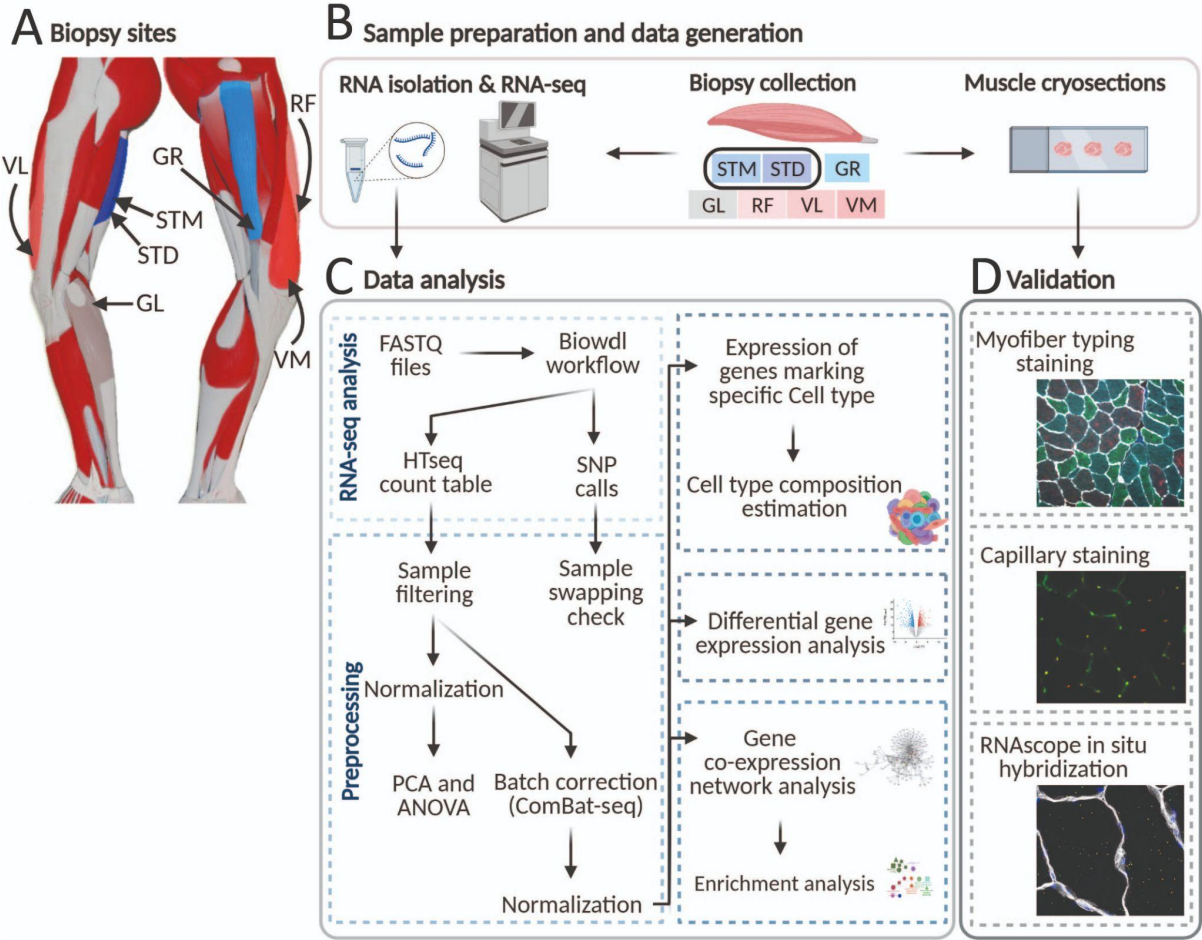 A Biopsy sites
VL
GR
RF
STM
STD
GL
VM
B Sample preparation and data generation
RNA isolation & RNA-seq
Biopsy collection
Muscle cryosections
STM STD GR
GL RF VL VM
C Data analysis
RNA-seq analysis
FASTQ
files
Biowdl
workflow
HTseq
count table
SNP
calls
Preprocessing
Sample
filtering
Sample
swapping
check
Normalization
PCA and
ANOVA
Batch correction
(ComBat-seq)
Normalization
Expression of
genes marking
specific Cell type
Cell type composition
estimation
Differential gene
expression analysis
Gene
co-expression
network analysis
Enrichment analysis
D Validation
Myofiber typing
staining
Capillary staining
RNAscope in situ
hybridization